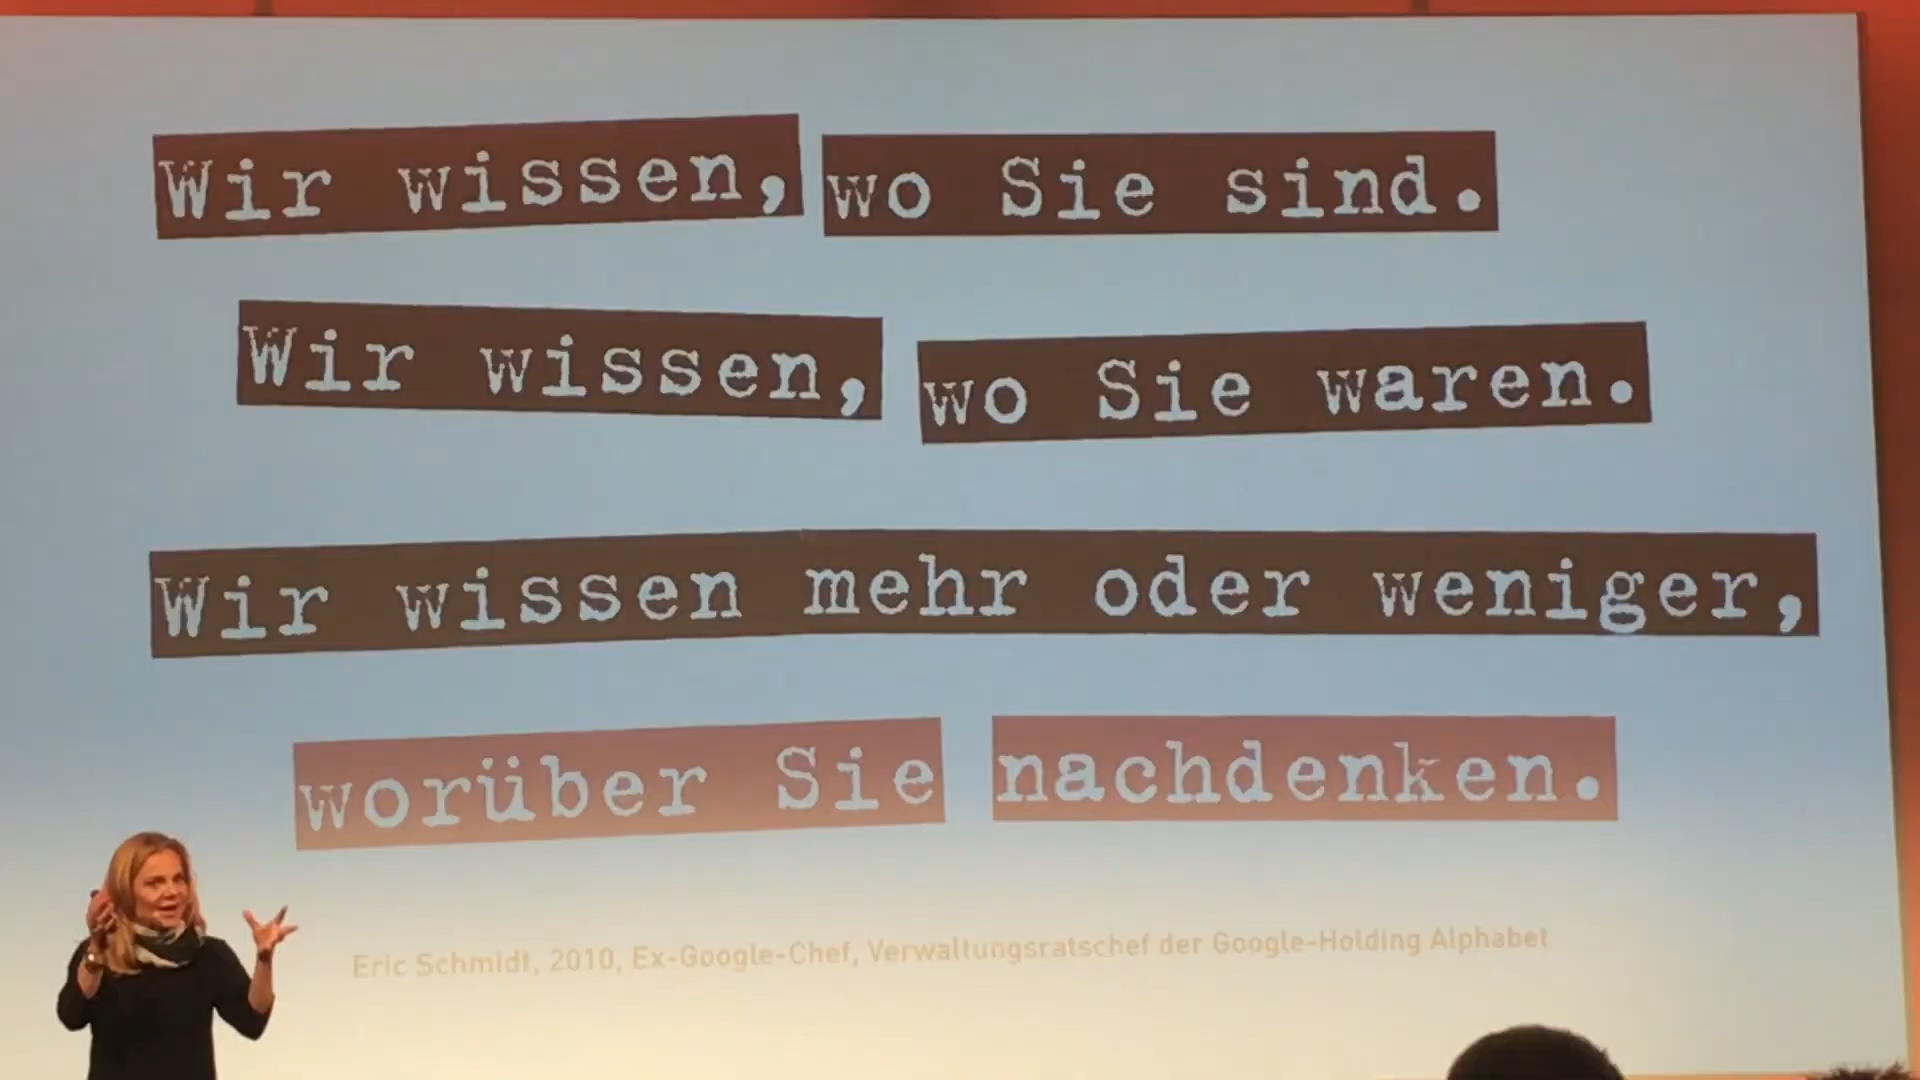 Wir wissen, wo Sie sind.
Wir wissen, wo Sie waren.
Wir wissen mehr oder weniger,
worüber Sie nachdenken.
Eric Schmidt, 2010, Ex-Google-Chef, Verwaltungsratschef der Google-Holding Alphabet